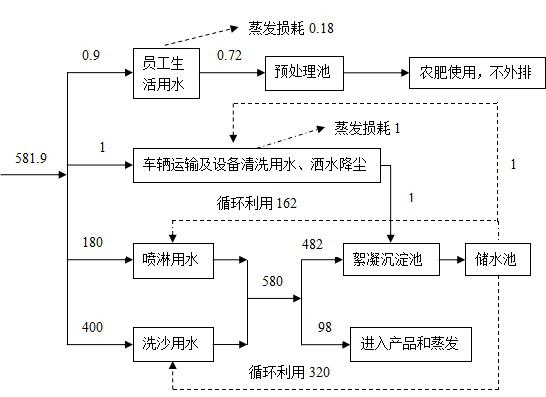 蒸发损耗 0.18
0.9
员工生
活用水
0.72
预处理池
农肥使用，不外排
蒸发损耗 1
581.9
1
车辆运输及设备清洗用水、洒水降尘
1
循环利用 162
1
180
喷淋用水
482
絮凝沉淀池
储水池
580
400
洗沙用水
98
进入产品和蒸发
循环利用 320